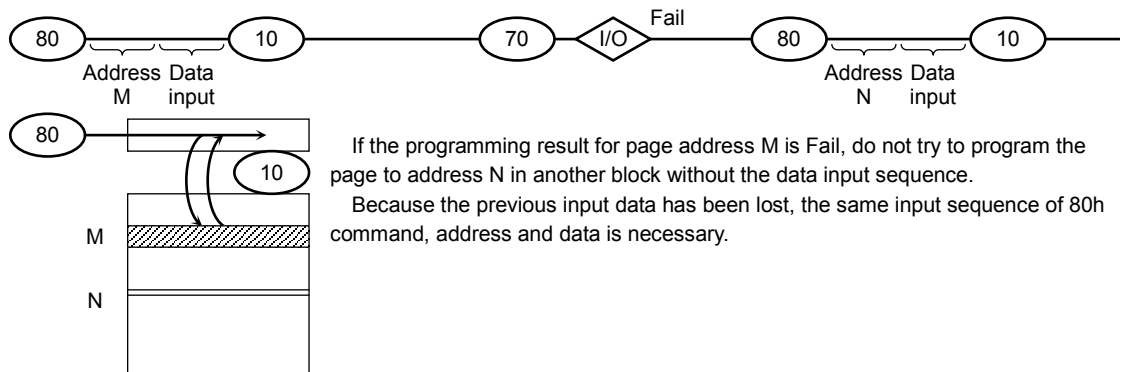 Fail
80 10 70 I/O 80 10
Address Data Address Data
M input N input
80
10
If the programming result for page address M is Fail, do not try to program the
page to address N in another block without the data input sequence.
Because the previous input data has been lost, the same input sequence of 80h
command, address and data is necessary.
M
N